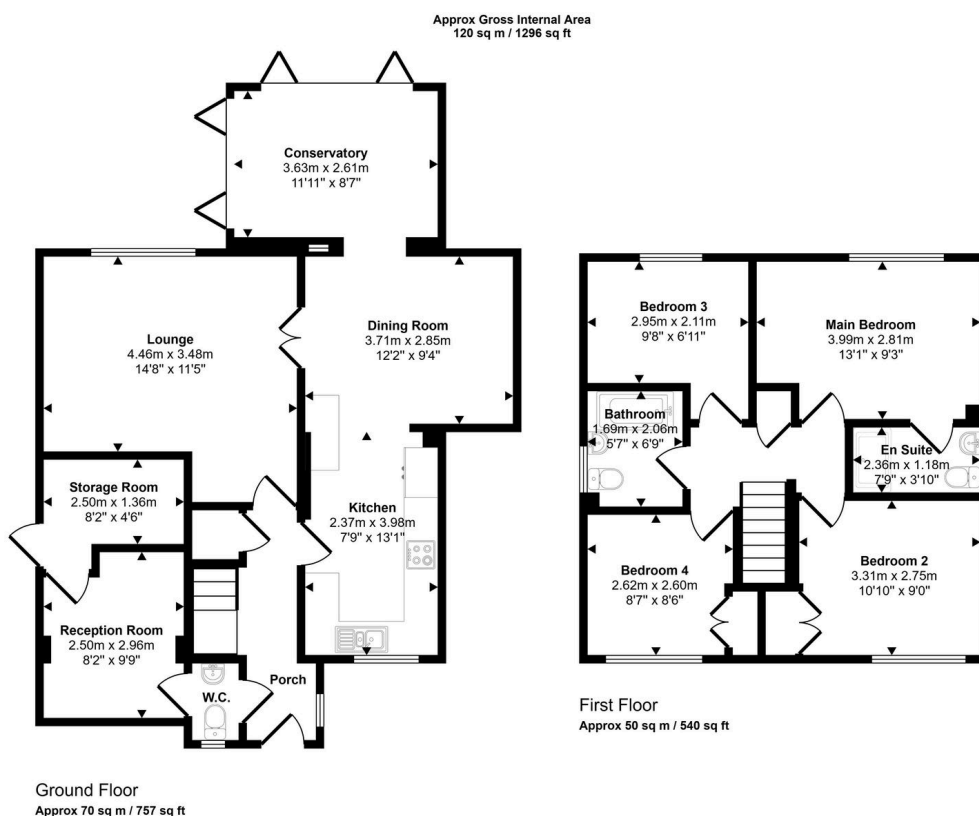 Approx Gross Internal Area
120 sq m / 1296 sq ft
Conservatory
3.63m x 2.61m
11'11" x 8'7"
Lounge
4.46m x 3.48m
14'8" x 11'5"
Dining Room
3.71m x 2.85m
12'2" x 9'4"
Storage Room
2.50m x 1.36m
8'2" x 4'6"
Kitchen
2.37m x 3.98m
7'9" x 13'1"
Reception Room
2.50m x 2.96m
8'2" x 9'9"
W.C.
Porch
Ground Floor
Approx 70 sq m / 757 sq ft
Bedroom 3
2.95m x 2.11m
9'8" x 6'11"
Main Bedroom
3.99m x 2.81m
13'1" x 9'3"
Bathroom
1.69m x 2.06m
5'7" x 6'9"
En Suite
2.36m x 1.18m
7'9" x 3'10"
Bedroom 4
2.62m x 2.60m
8'7" x 8'6"
Bedroom 2
3.31m x 2.75m
10'10" x 9'0"
First Floor
Approx 50 sq m / 540 sq ft